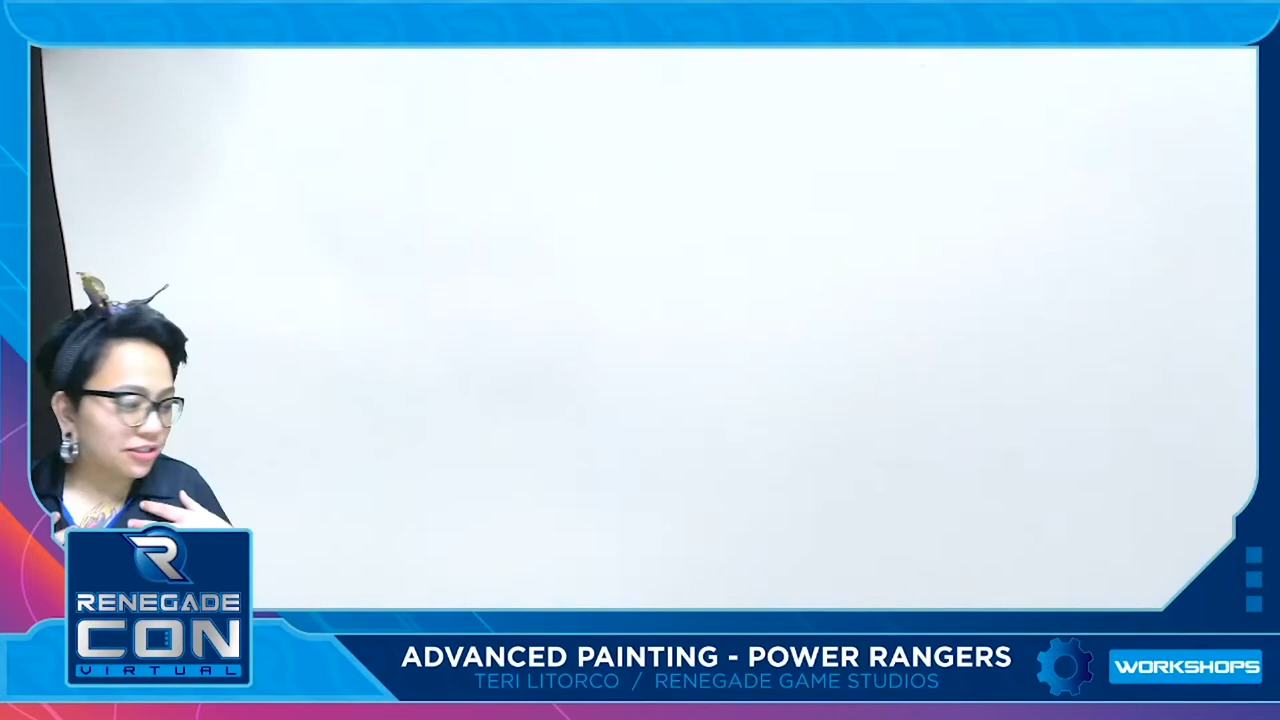 RENEGADE
CON
VIRTUAL
ADVANCED PAINTING - POWER RANGERS
TERI LITORCO / RENEGADE GAME STUDIOS
WORKSHOPS